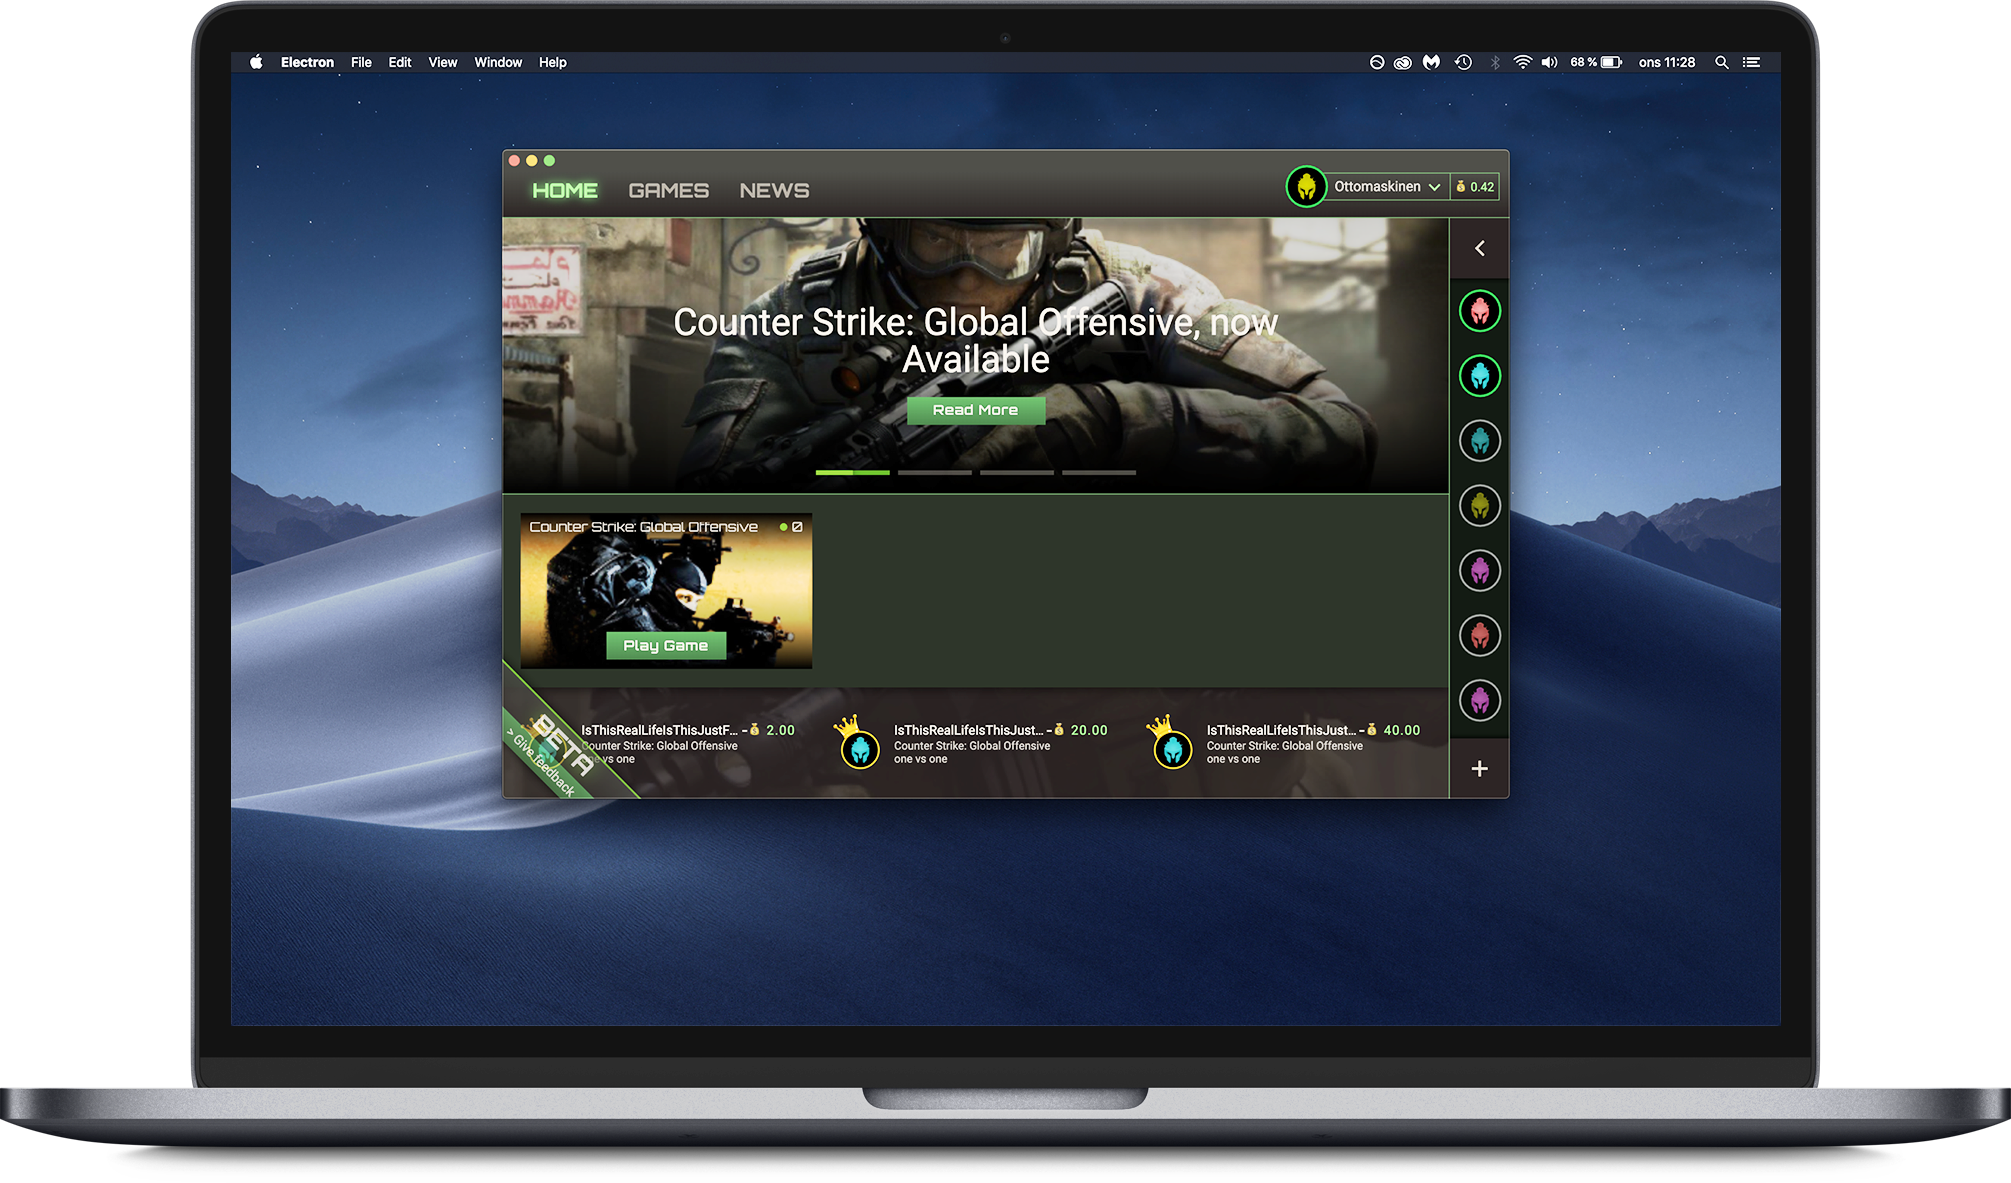 Electron File Edit View Window Help
68 % ons 11:28
HOME GAMES NEWS
Ottomaskinen 0.42
Counter Strike: Global Offensive, now
Available
Read More
Counter Strike: Global Offensive 0
Play Game
IsThisRealLifeIsThisJustF... - 2.00
Counter Strike: Global Offensive
one vs one
IsThisRealLifeIsThisJust... - 20.00
Counter Strike: Global Offensive
one vs one
IsThisRealLifeIsThisJust... - 40.00
Counter Strike: Global Offensive
one vs one
BETA
> Give feedback